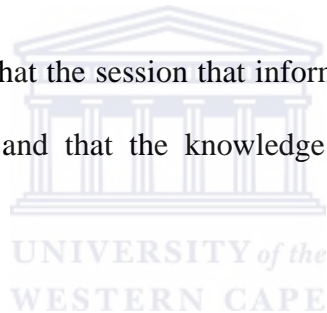 hat the session that inform
and that the knowledge
UNIVERSITY of the
WESTERN CAPE